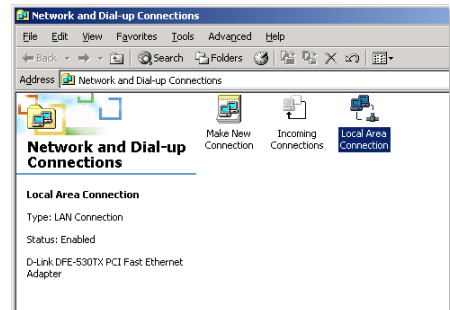 Network and Dial-up Connections
File Edit View Favorites Tools Advanced Help
Back Search Folders
Address Network and Dial-up Connections
Network and Dial-up
Connections
Make New
Connection
Incoming
Connections
Local Area
Connection
Local Area Connection
Type: LAN Connection
Status: Enabled
D-Link DFE-530TX PCI Fast Ethernet
Adapter